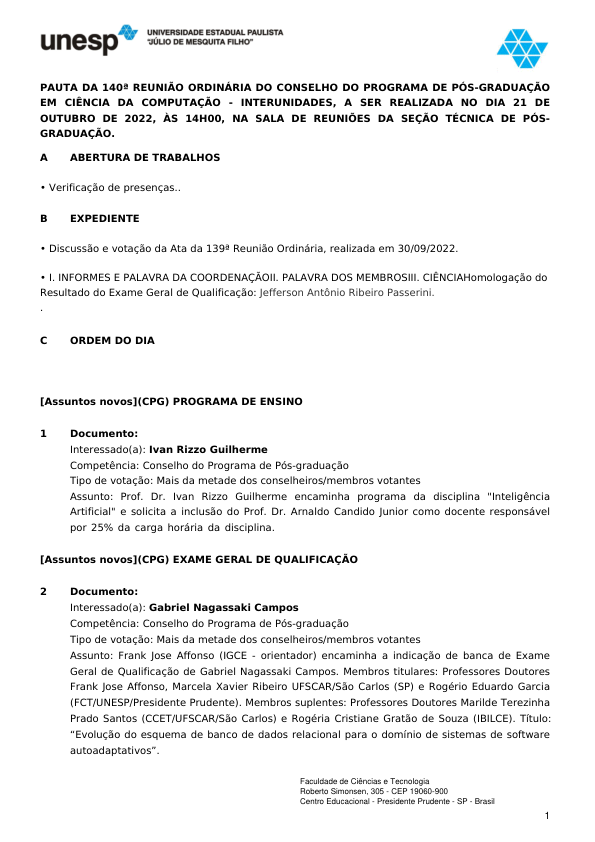 unesp
UNIVERSIDADE ESTADUAL PAULISTA
"JÚLIO DE MESQUITA FILHO"
PAUTA DA 140ª REUNIÃO ORDINÁRIA DO CONSELHO DO PROGRAMA DE PÓS-GRADUAÇÃO
EM CIÊNCIA DA COMPUTAÇÃO - INTERUNIDADES, A SER REALIZADA NO DIA 21 DE
OUTUBRO DE 2022, ÀS 14H00, NA SALA DE REUNIÕES DA SEÇÃO TÉCNICA DE PÓS-
GRADUAÇÃO.
A ABERTURA DE TRABALHOS
• Verificação de presenças..
B EXPEDIENTE
• Discussão e votação da Ata da 139ª Reunião Ordinária, realizada em 30/09/2022.
• I. INFORMES E PALAVRA DA COORDENAÇÃOII. PALAVRA DOS MEMBROSIII. CIÊNCIAHomologação do
Resultado do Exame Geral de Qualificação: Jefferson Antônio Ribeiro Passerini.
.
C ORDEM DO DIA
[Assuntos novos](CPG) PROGRAMA DE ENSINO
1 Documento:
Interessado(a): Ivan Rizzo Guilherme
Competência: Conselho do Programa de Pós-graduação
Tipo de votação: Mais da metade dos conselheiros/membros votantes
Assunto: Prof. Dr. Ivan Rizzo Guilherme encaminha programa da disciplina "Inteligência
Artificial" e solicita a inclusão do Prof. Dr. Arnaldo Candido Junior como docente responsável
por 25% da carga horária da disciplina.
[Assuntos novos](CPG) EXAME GERAL DE QUALIFICAÇÃO
2 Documento:
Interessado(a): Gabriel Nagassaki Campos
Competência: Conselho do Programa de Pós-graduação
Tipo de votação: Mais da metade dos conselheiros/membros votantes
Assunto: Frank Jose Affonso (IGCE - orientador) encaminha a indicação de banca de Exame
Geral de Qualificação de Gabriel Nagassaki Campos. Membros titulares: Professores Doutores
Frank Jose Affonso, Marcela Xavier Ribeiro UFSCAR/São Carlos (SP) e Rogério Eduardo Garcia
(FCT/UNESP/Presidente Prudente). Membros suplentes: Professores Doutores Marilde Terezinha
Prado Santos (CCET/UFSCAR/São Carlos) e Rogéria Cristiane Gratão de Souza (IBILCE). Título:
“Evolução do esquema de banco de dados relacional para o domínio de sistemas de software
autoadaptativos”.
Faculdade de Ciências e Tecnologia
Roberto Simonsen, 305 - CEP 19060-900
Centro Educacional - Presidente Prudente - SP - Brasil
1